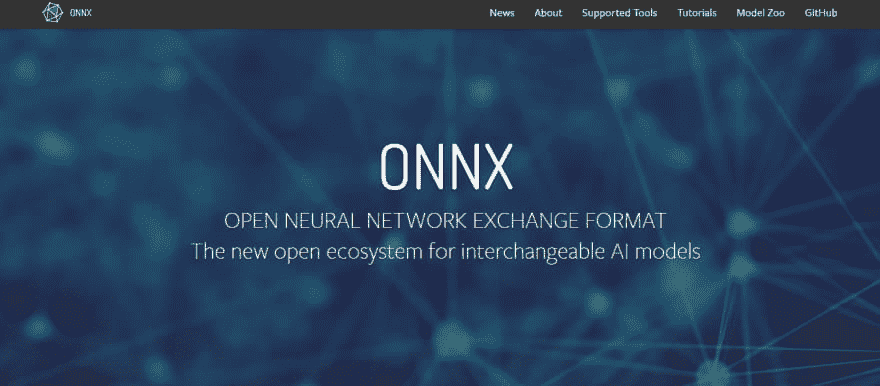 ONNX
News About Supported Tools Tutorials Model Zoo GitHub
ONNX
OPEN NEURAL NETWORK EXCHANGE FORMAT
The new open ecosystem for interchangeable AI models